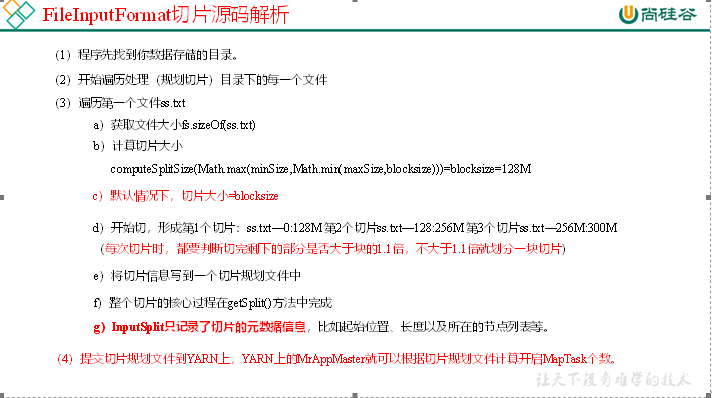 FileInputFormat切片源码解析
尚硅谷
(1）程序先找到你数据存储的目录。
(2）开始遍历处理（规划切片）目录下的每一个文件
(3）遍历第一个文件ss.txt
a）获取文件大小fs.sizeOf(ss.txt)
b）计算切片大小
computeSplitSize(Math.max(minSize,Math.min(maxSize,blocksize)))=blocksize=128M
c）默认情况下，切片大小=blocksize
d）开始切，形成第1个切片：ss.txt—0:128M 第2个切片ss.txt—128:256M 第3个切片ss.txt—256M:300M
（每次切片时，都要判断切完剩下的部分是否大于块的1.1倍，不大于1.1倍就划分一块切片）
e）将切片信息写到一个切片规划文件中
f）整个切片的核心过程在getSplit()方法中完成
g）InputSplit只记录了切片的元数据信息，比如起始位置、长度以及所在的节点列表等。
(4）提交切片规划文件到YARN上，YARN上的MrAppMaster就可以根据切片规划文件计算开启MapTask个数。
让天下没有难学的技术